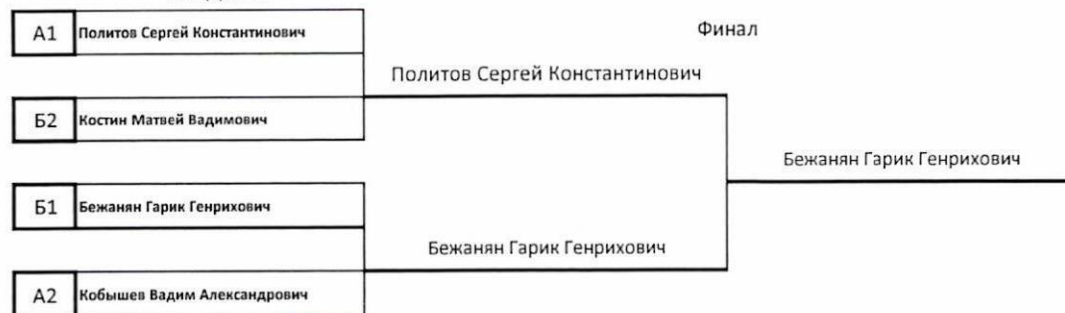 А1 Политов Сергей Константинович
Финал
Политов Сергей Константинович
Б2 Костин Матвей Вадимович
Бежанян Гарик Генрихович
Б1 Бежанян Гарик Генрихович
Бежанян Гарик Генрихович
А2 Кобышев Вадим Александрович